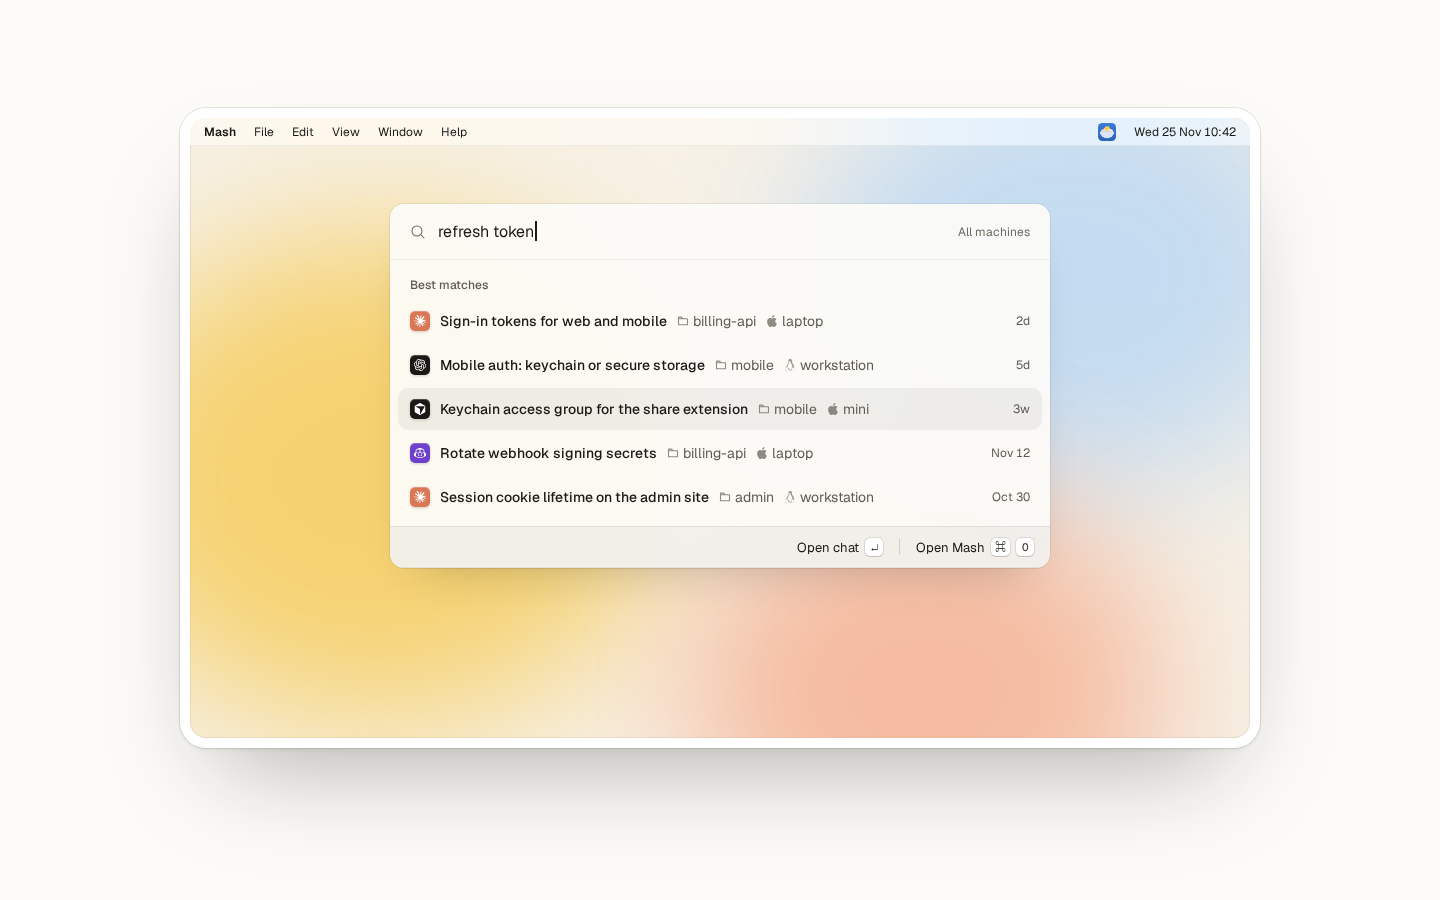 Mash File Edit View Window Help Wed 25 Nov 10:42
refresh token All machines
Best matches
Sign-in tokens for web and mobile billing-api laptop 2d
Mobile auth: keychain or secure storage mobile workstation 5d
Keychain access group for the share extension mobile mini 3w
Rotate webhook signing secrets billing-api laptop Nov 12
Session cookie lifetime on the admin site admin workstation Oct 30
Open chat ↵ Open Mash ⌘ 0